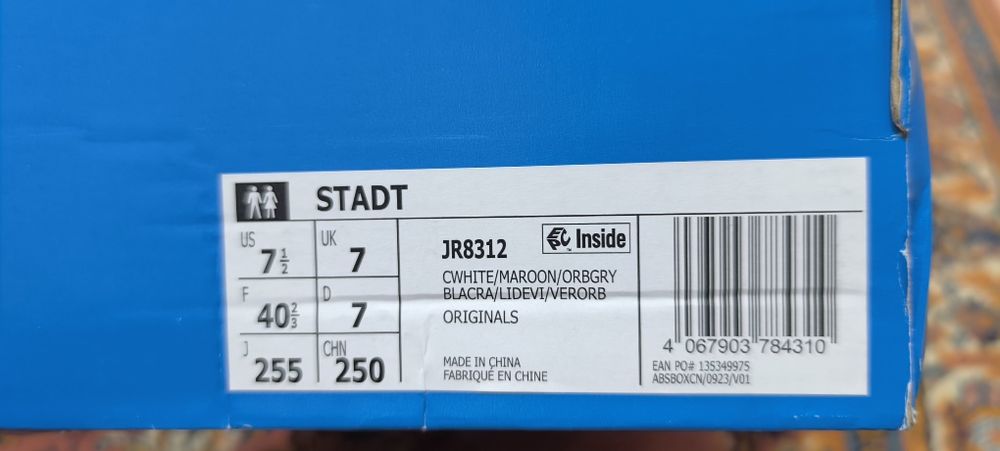 STADT
US 7 1/2 UK 7
F 40 2/3 D 7
J 255 CHN 250
JR8312
Inside
CWHITE/MAROON/ORBGRY
BLACRA/LIDEVI/VERORB
ORIGINALS
MADE IN CHINA
FABRIQUÉ EN CHINE
4 067903 784310
EAN PO# 135349975
ABSBOXCN/0923/V01